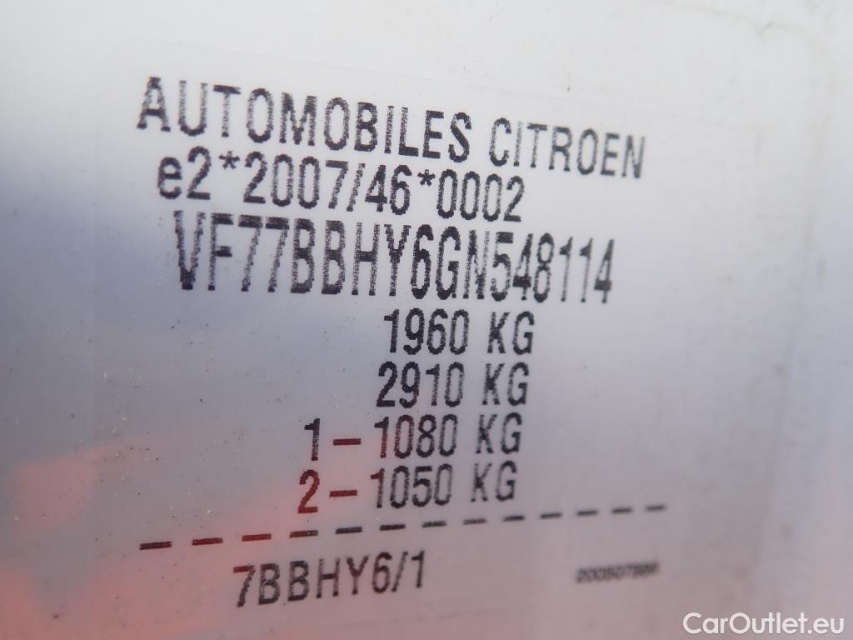 AUTOMOBILES CITROEN
e2*2007/46*0002
VF77BBHY6GN548114
1960 KG
2910 KG
1-1080 KG
2-1050 KG
7BBHY6/1
CarOutlet.eu